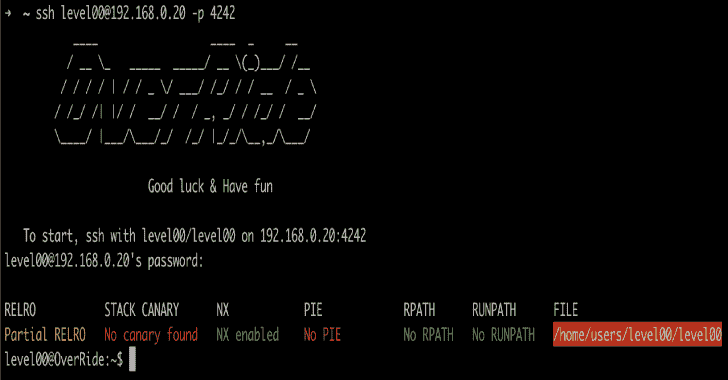 → ~ ssh level00@192.168.0.20 -p 4242
OverRide
Good luck & Have fun
To start, ssh with level00/level00 on 192.168.0.20:4242
level00@192.168.0.20's password:
RELRO STACK CANARY NX PIE RPATH RUNPATH FILE
Partial RELRO No canary found NX enabled No PIE No RPATH No RUNPATH /home/users/level00/level00
level00@OverRide:~$